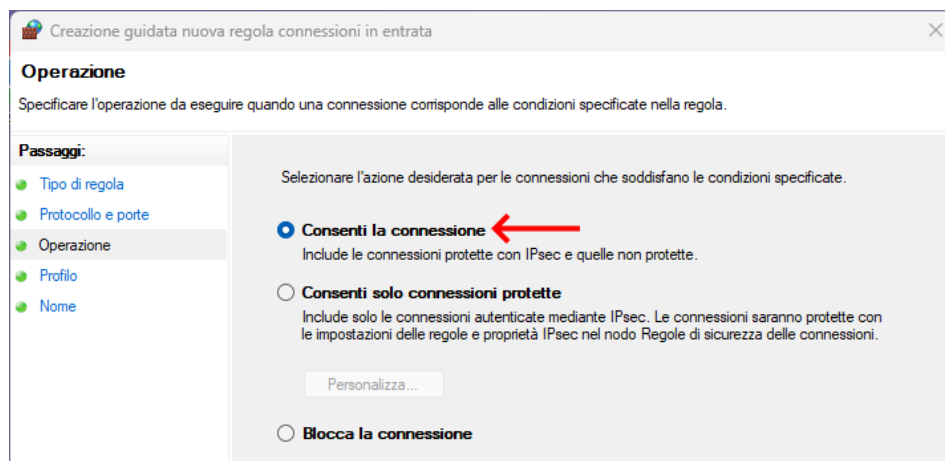 Creazione guidata nuova regola connessioni in entrata
Operazione
Specificare l'operazione da eseguire quando una connessione corrisponde alle condizioni specificate nella regola.
Passaggi:
Tipo di regola
Protocollo e porte
Operazione
Profilo
Nome
Selezionare l'azione desiderata per le connessioni che soddisfano le condizioni specificate.
Consenti la connessione
Include le connessioni protette con IPsec e quelle non protette.
Consenti solo connessioni protette
Include solo le connessioni autenticate mediante IPsec. Le connessioni saranno protette con
le impostazioni delle regole e proprietà IPsec nel nodo Regole di sicurezza delle connessioni.
Personalizza...
Blocca la connessione